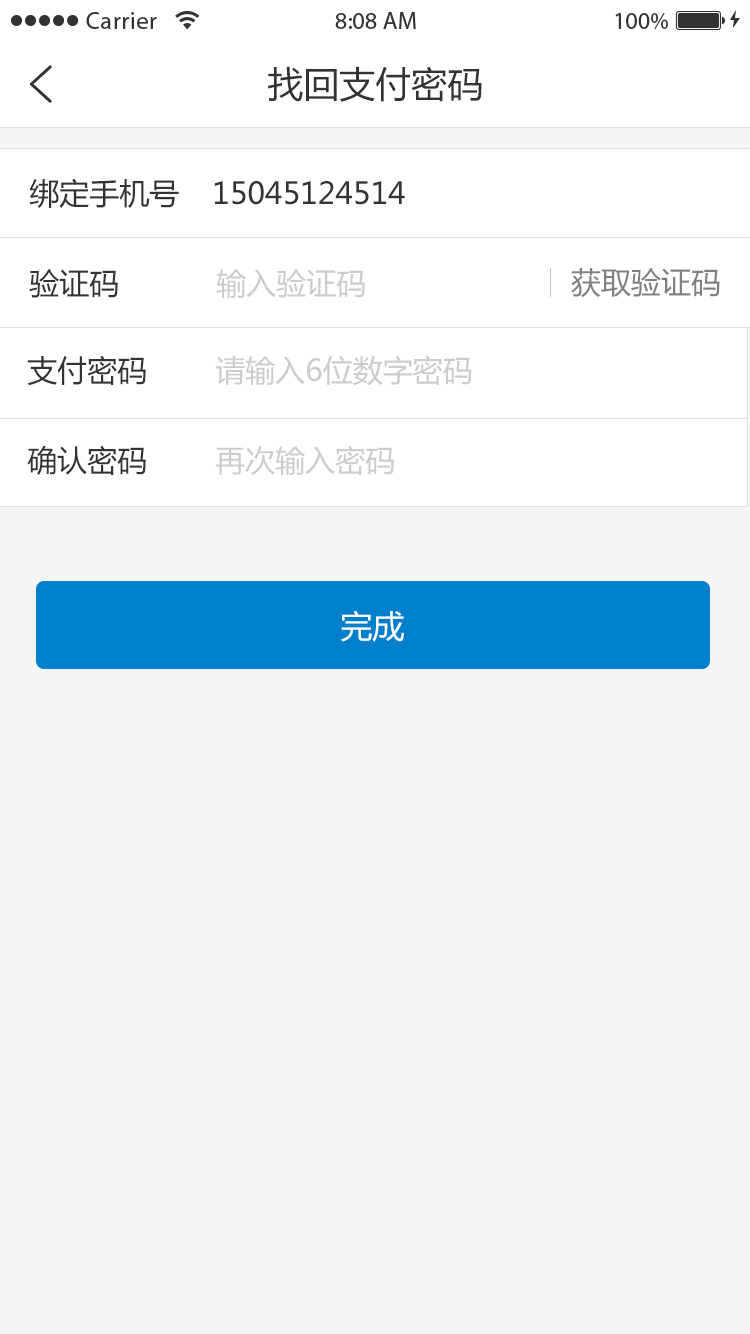 Carrier 8:08 AM 100%
找回支付密码
绑定手机号 15045124514
验证码 输入验证码 获取验证码
支付密码 请输入6位数字密码
确认密码 再次输入密码
完成